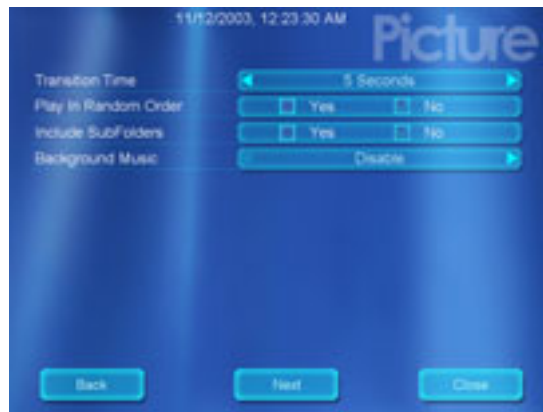 11/12/2003, 12:23:30 AM
Picture
Transition Time 5 Seconds
Play In Random Order Yes No
Include SubFolders Yes No
Background Music Disable
Back Next Close